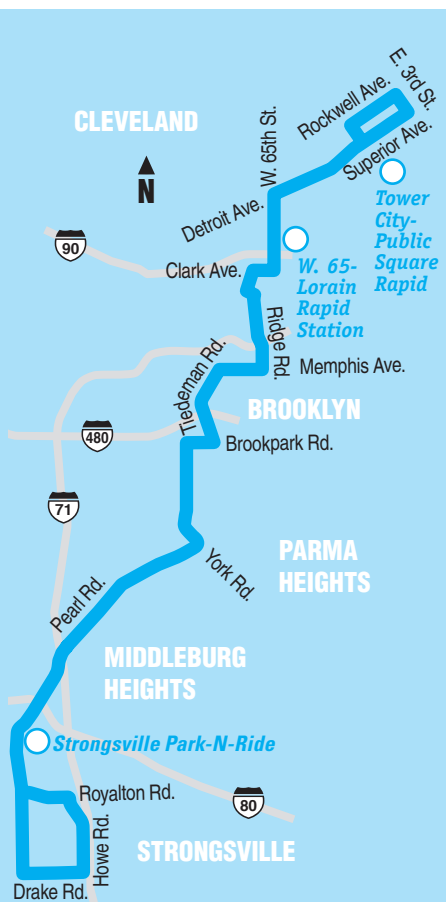 E. 3rd St.
Rockwell Ave.
CLEVELAND
W. 65th St.
Superior Ave.
N
Detroit Ave.
Tower
City-
Public
Square
Rapid
90
Clark Ave.
W. 65-
Lorain
Rapid
Station
Ridge Rd.
Tiedeman Rd.
Memphis Ave.
BROOKLYN
480
Brookpark Rd.
71
PARMA
HEIGHTS
York Rd.
Pearl Rd.
MIDDLEBURG
HEIGHTS
Strongsville Park-N-Ride
Royalton Rd.
80
Howe Rd.
STRONGSVILLE
Drake Rd.